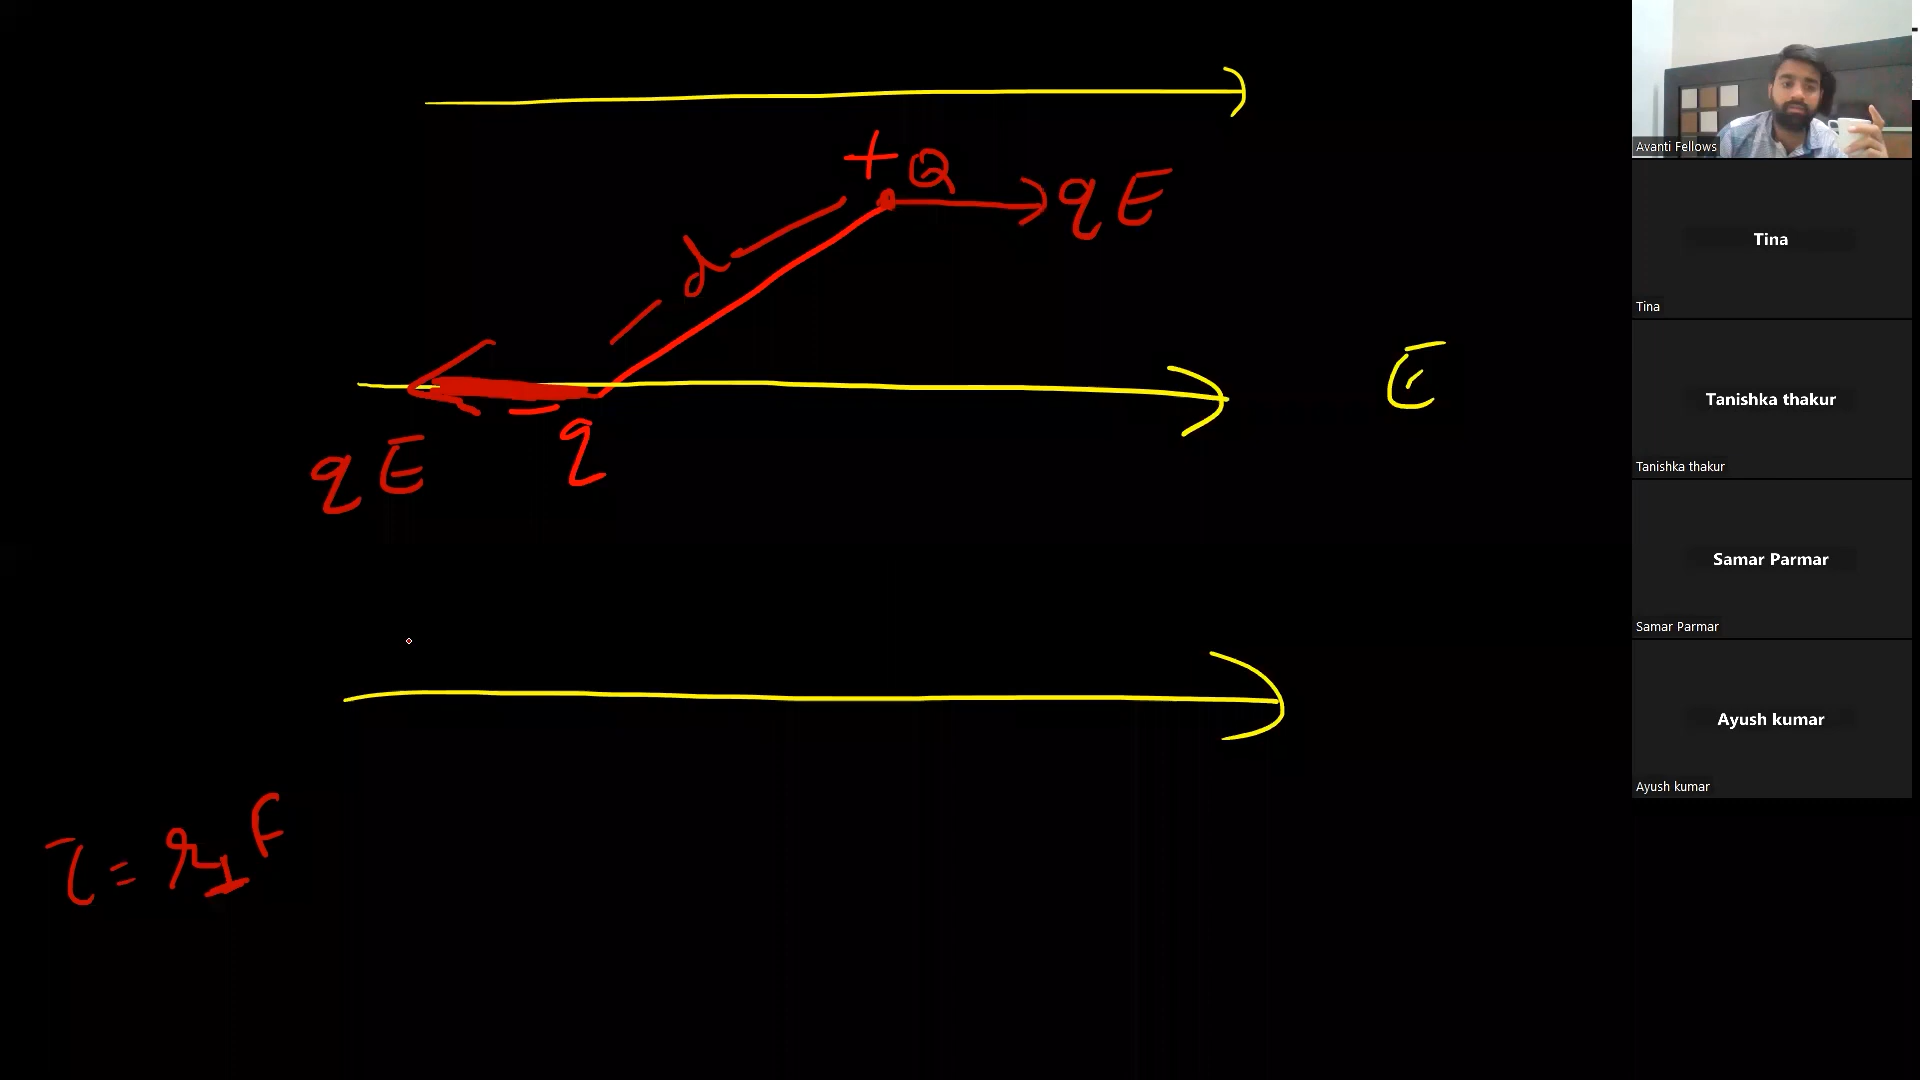 + Q
qE
d
E
qE
- q
τ = r⊥ F
Avanti Fellows
Tina
Tina
Tanishka thakur
Tanishka thakur
Samar Parmar
Samar Parmar
Ayush kumar
Ayush kumar